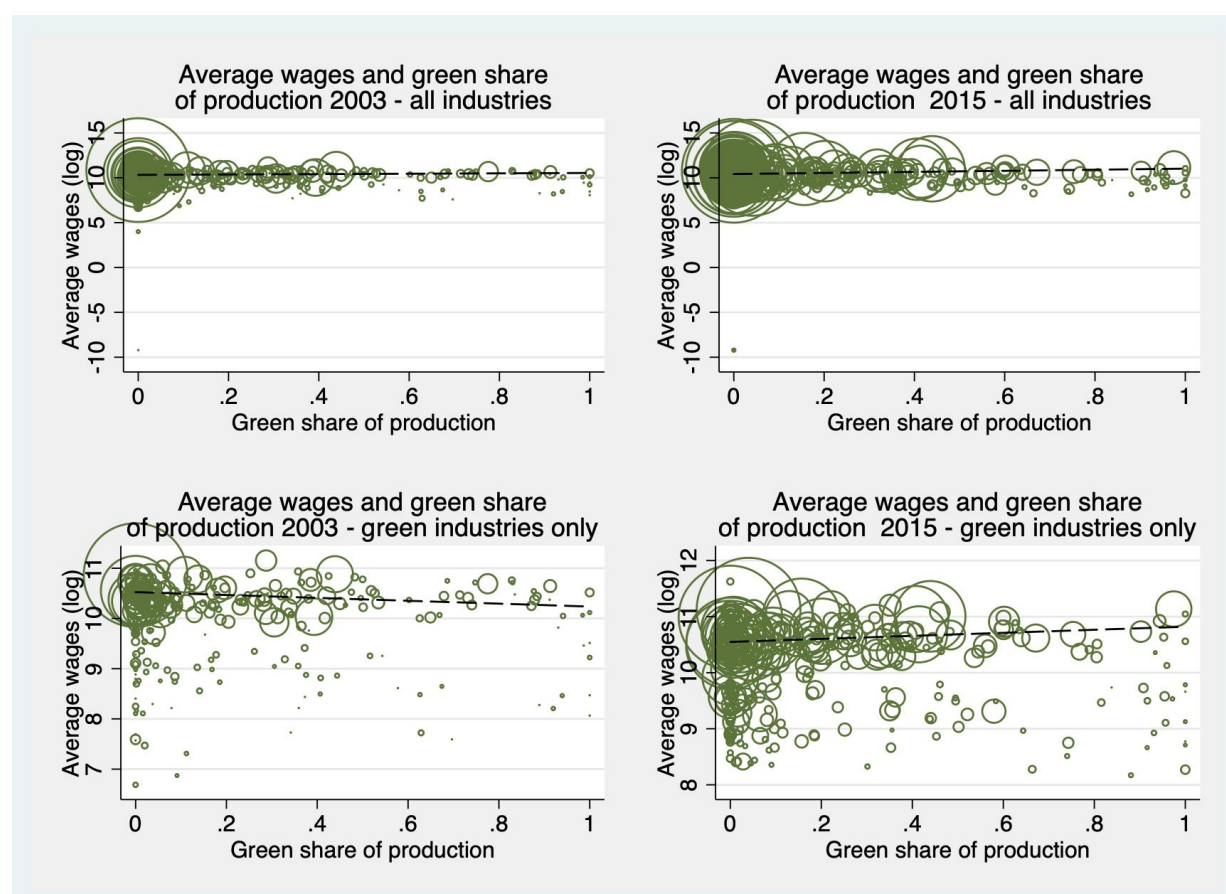 Average wages and green share
of production 2003 - all industries
Average wages (log)
15
10
5
0
-5
-10
0 .2 .4 .6 .8 1
Green share of production
Average wages and green share
of production  2015 - all industries
Average wages (log)
15
10
5
0
-5
-10
0 .2 .4 .6 .8 1
Green share of production
Average wages and green share
of production 2003 - green industries only
Average wages (log)
11
10
9
8
7
0 .2 .4 .6 .8 1
Green share of production
Average wages and green share
of production  2015 - green industries only
Average wages (log)
12
11
10
9
8
0 .2 .4 .6 .8 1
Green share of production